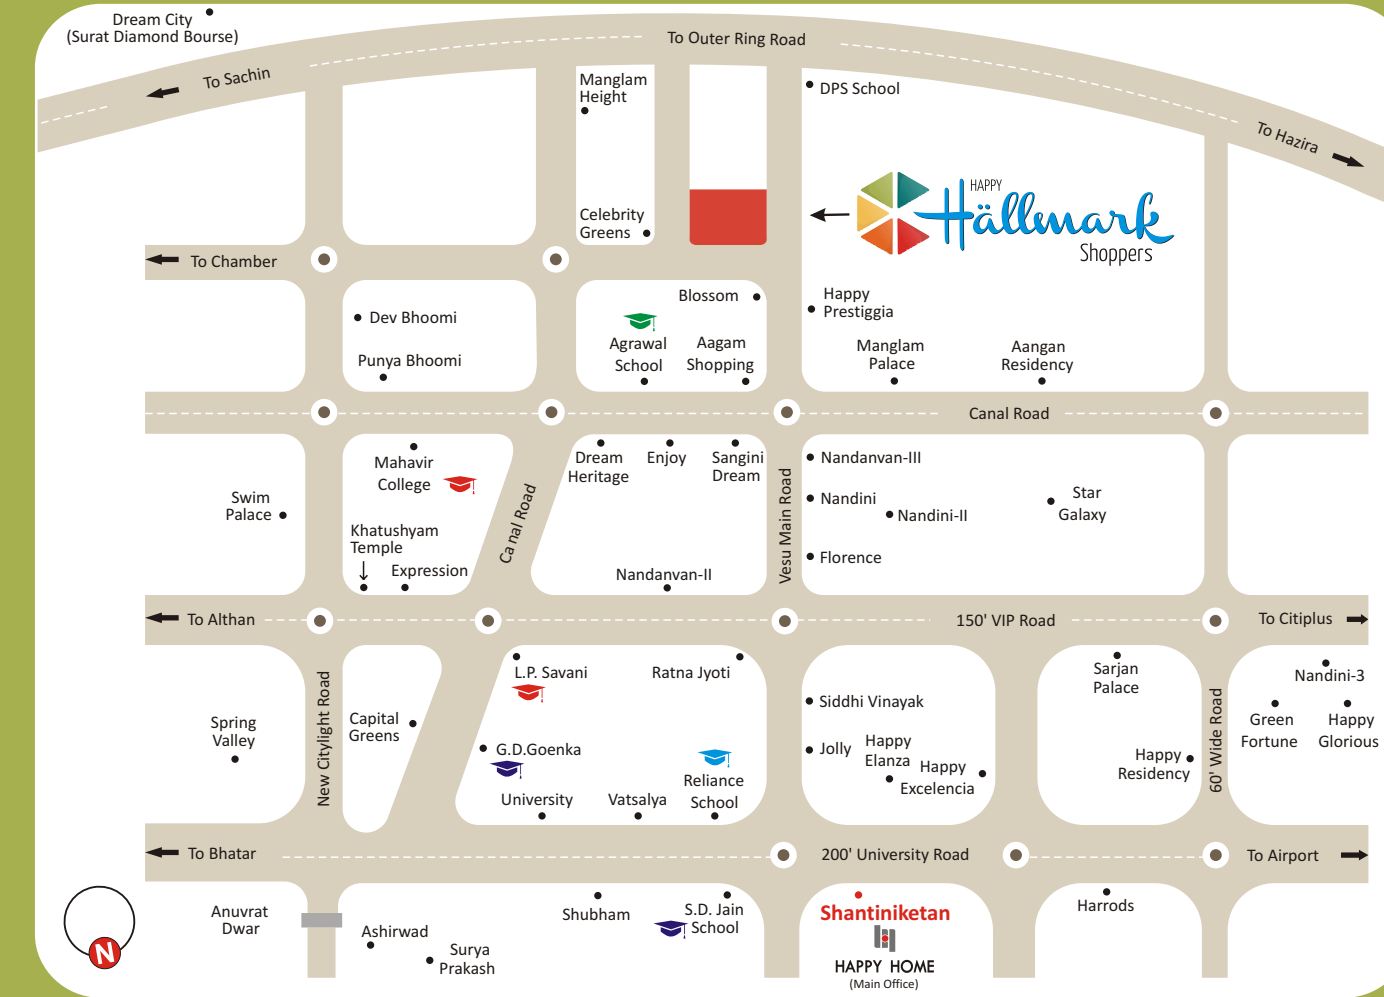 Dream City
(Surat Diamond Bourse)
To Outer Ring Road
To Sachin
Manglam
Height
DPS School
To Hazira
HAPPY
Hallmark
Shoppers
Celebrity
Greens
To Chamber
Blossom
Happy
Prestiggia
Dev Bhoomi
Punya Bhoomi
Agrawal
School
Aagam
Shopping
Manglam
Palace
Aangan
Residency
Canal Road
Mahavir
College
Dream
Heritage
Enjoy
Sangini
Dream
Nandanvan-III
Swim
Palace
Canal Road
Vesu Main Road
Nandini
Nandini-II
Star
Galaxy
Khatushyam
Temple
Expression
Nandanvan-II
Florence
To Althan
150' VIP Road
To Citiplus
L.P. Savani
Ratna Jyoti
Sarjan
Palace
Nandini-3
New Citylight Road
Capital
Greens
Spring
Valley
Siddhi Vinayak
60' Wide Road
Green
Fortune
Happy
Glorious
G.D.Goenka
Jolly
Happy
Elanza
Happy
Excelencia
Happy
Residency
University
Vatsalya
Reliance
School
To Bhatar
200' University Road
To Airport
Anuvrat
Dwar
Ashirwad
Surya
Prakash
Shubham
S.D. Jain
School
Shantiniketan
HAPPY HOME
(Main Office)
Harrods
N